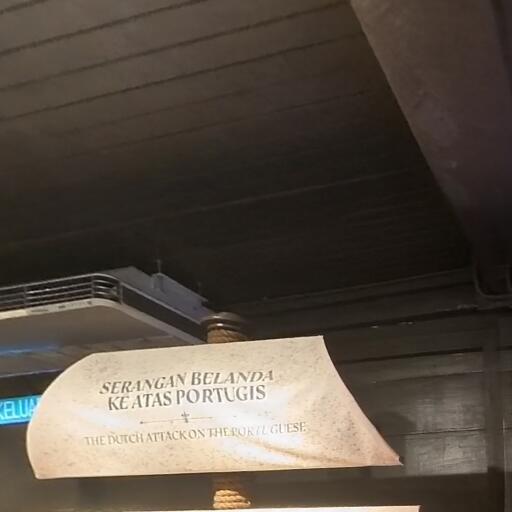 SERANGAN BELANDA
KE ATAS PORTUGIS
THE DUTCH ATTACK ON THE PORTUGUESE